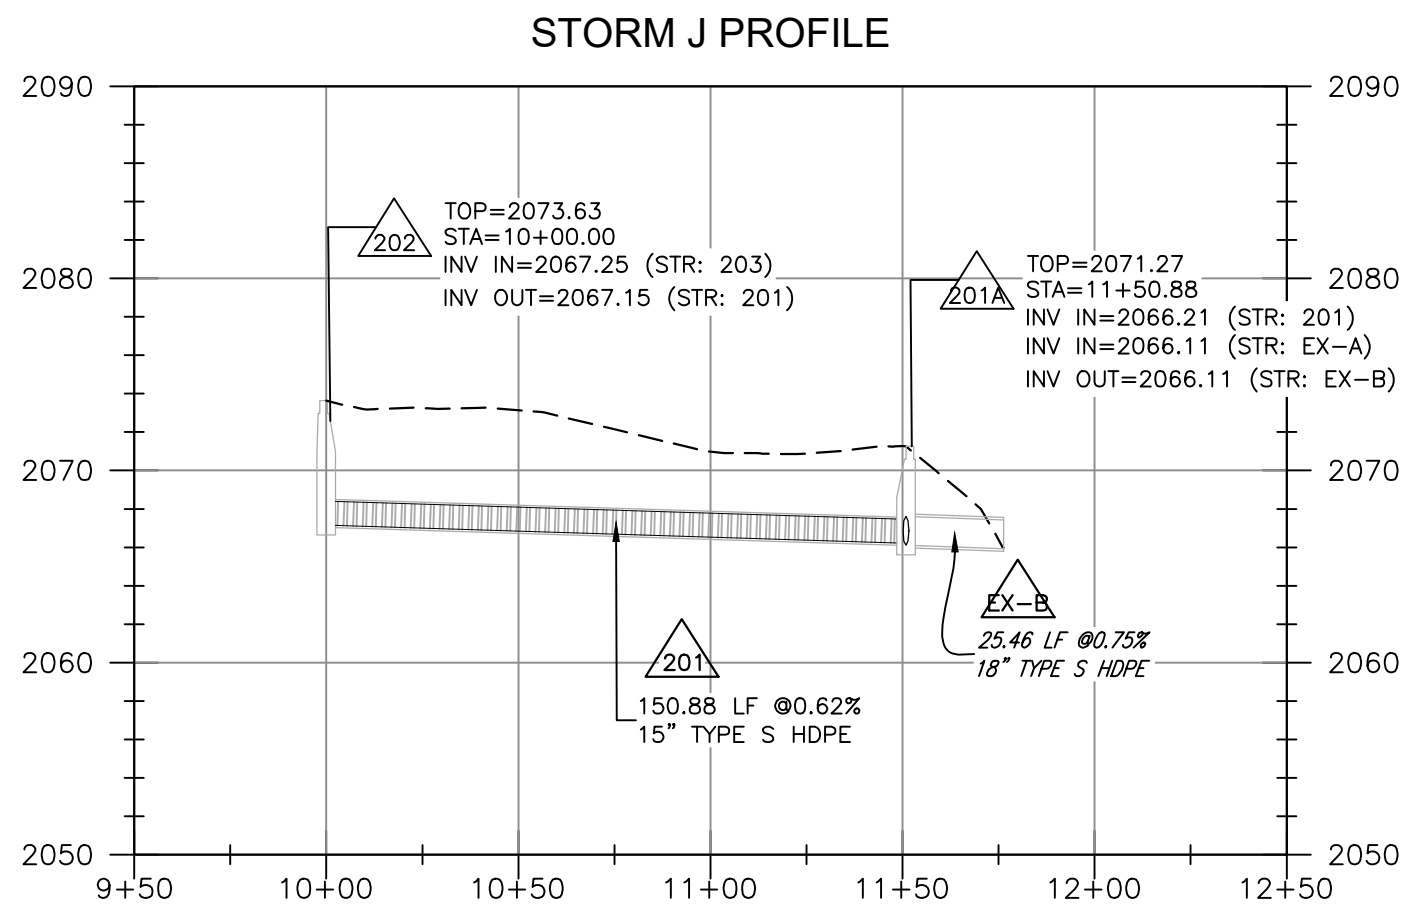 STORM J PROFILE
2090
2090
202
TOP=2073.63
STA=10+00.00
INV IN=2067.25 (STR: 203)
INV OUT=2067.15 (STR: 201)
201A
TOP=2071.27
STA=11+50.88
INV IN=2066.21 (STR: 201)
INV IN=2066.11 (STR: EX-A)
INV OUT=2066.11 (STR: EX-B)
2080
2080
2070
2070
EX-B
25.46 LF @0.75%
18" TYPE S HDPE
201
150.88 LF @0.62%
15" TYPE S HDPE
2060
2060
2050
2050
9+50
10+00
10+50
11+00
11+50
12+00
12+50